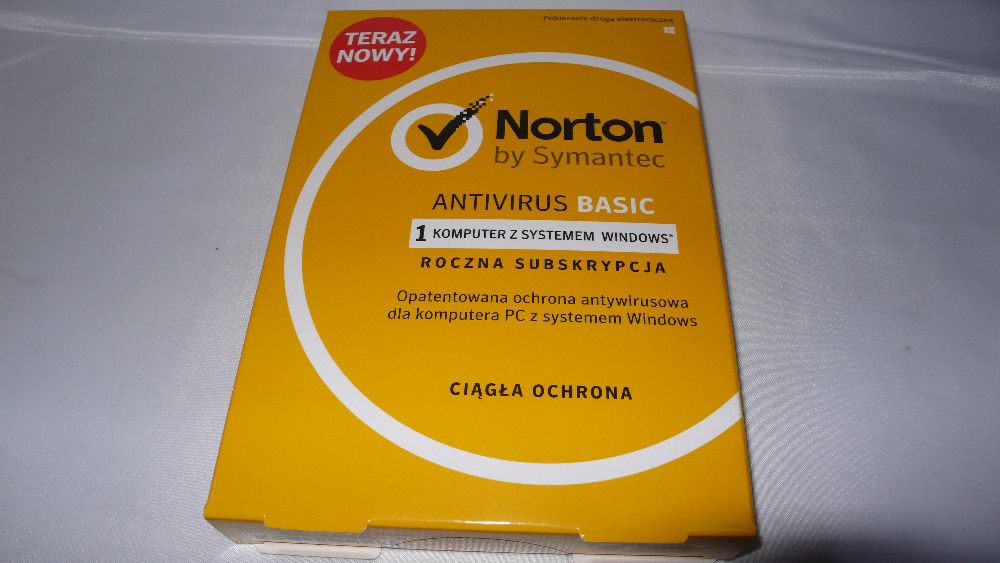 Pobieranie drogą elektroniczną
TERAZ
NOWY!
Norton™
by Symantec
ANTIVIRUS BASIC
1 KOMPUTER Z SYSTEMEM WINDOWS®
ROCZNA SUBSKRYPCJA
Opatentowana ochrona antywirusowa
dla komputera PC z systemem Windows
CIĄGŁA OCHRONA